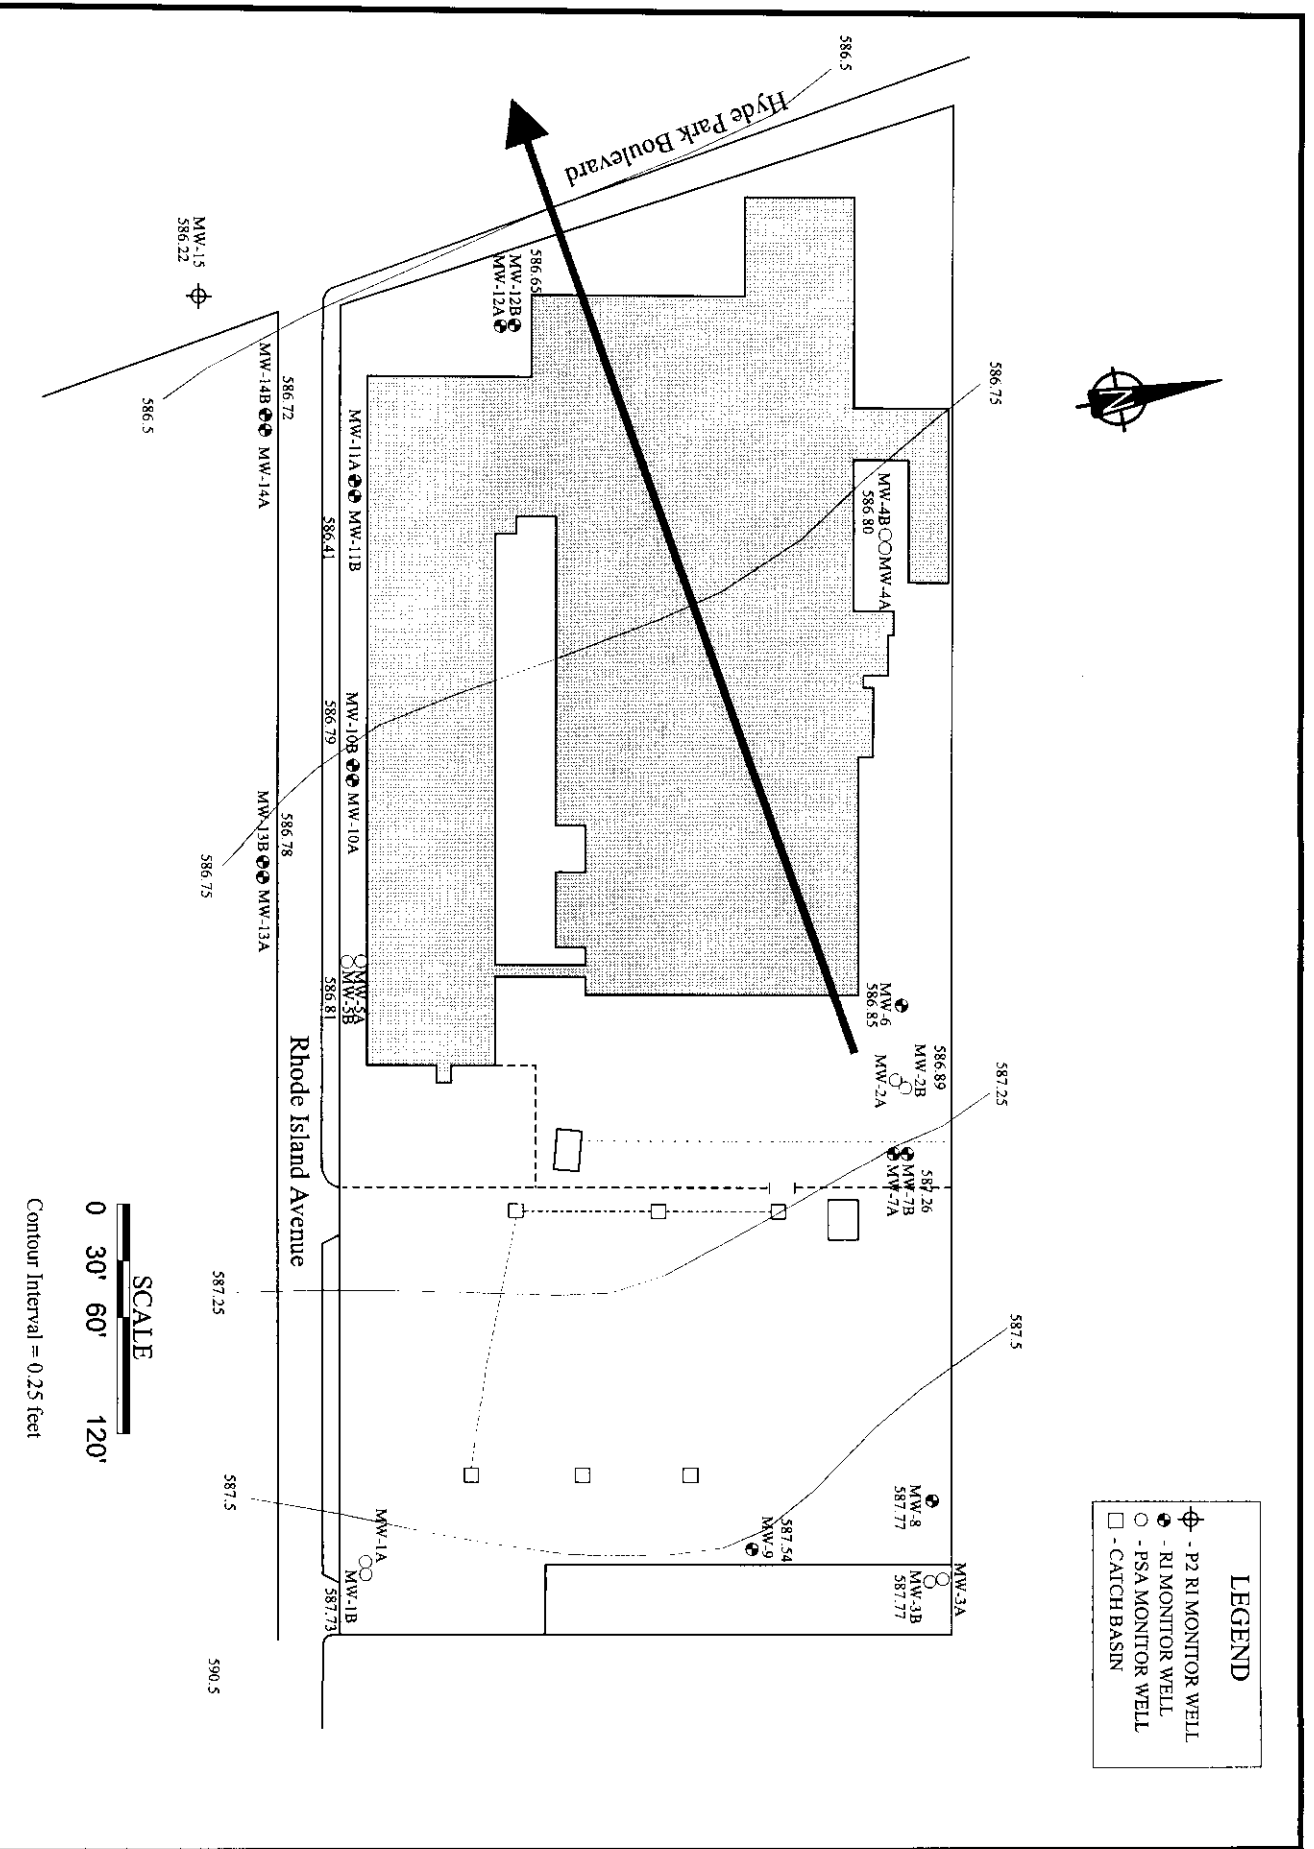 LEGEND
- P2 RI MONITOR WELL
- RI MONITOR WELL
- PSA MONITOR WELL
- CATCH BASIN
N
586.5
Hyde Park Boulevard
586.75
587.25
587.5
MW-4B MW-4A
586.80
MW-6
586.85
586.89
MW-2B
MW-2A
587.26
MW-7B
MW-7A
MW-8
587.77
MW-3A
MW-3B
587.77
587.54
MW-9
586.65
MW-12B
MW-12A
MW-11A MW-11B
586.41
MW-10B MW-10A
586.79
MW-5A
MW-5B
586.81
MW-1A
MW-1B
587.73
586.72
MW-14B MW-14A
586.78
MW-13B MW-13A
Rhode Island Avenue
MW-15
586.22
586.5
586.75
587.25
587.5
590.5
SCALE
0 30' 60' 120'
Contour Interval = 0.25 feet